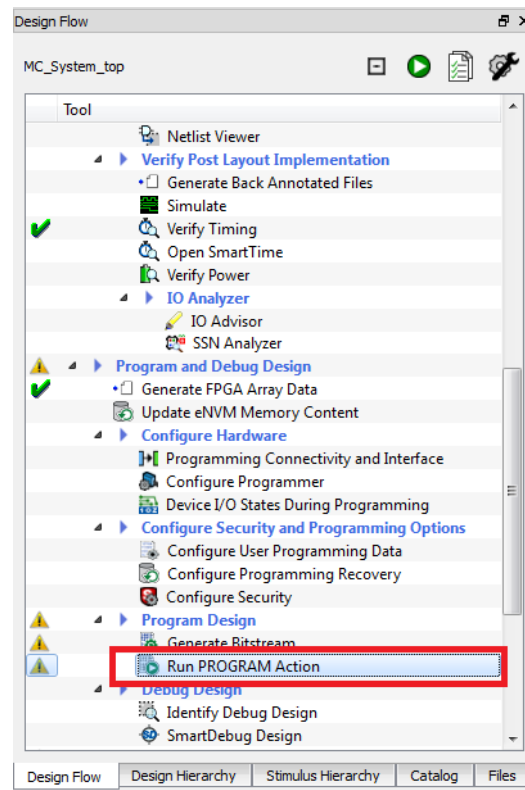 Design Flow
MC_System_top
Tool
Netlist Viewer
Verify Post Layout Implementation
Generate Back Annotated Files
Simulate
Verify Timing
Open SmartTime
Verify Power
IO Analyzer
IO Advisor
SSN Analyzer
Program and Debug Design
Generate FPGA Array Data
Update eNVM Memory Content
Configure Hardware
Programming Connectivity and Interface
Configure Programmer
Device I/O States During Programming
Configure Security and Programming Options
Configure User Programming Data
Configure Programming Recovery
Configure Security
Program Design
Generate Bitstream
Run PROGRAM Action
Debug Design
Identify Debug Design
SmartDebug Design
Design Flow Design Hierarchy Stimulus Hierarchy Catalog Files